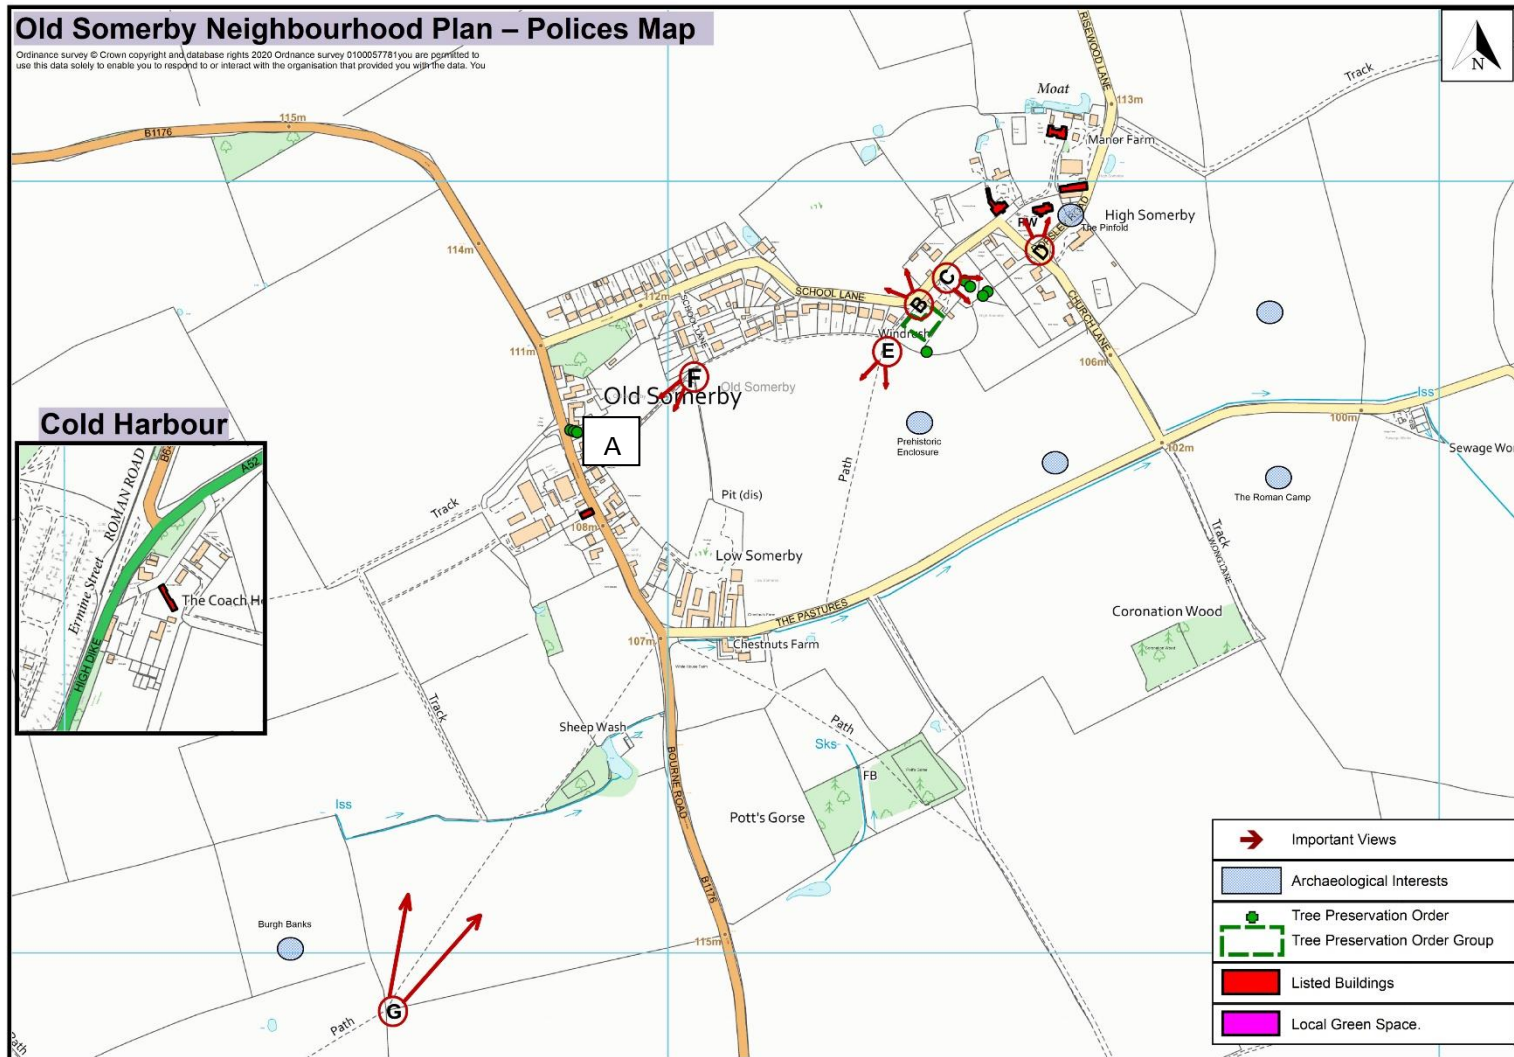 Old Somerby Neighbourhood Plan – Polices Map
Ordinance survey © Crown copyright and database rights 2020 Ordnance survey 0100057781you are permitted to
use this data solely to enable you to respond to or interact with the organisation that provided you with the data. You
N
RISEWOOD LANE
Track
Moat
113m
115m
B1176
Manor Farm
High Somerby
The Pinfold
PW
D
114m
C
SCHOOL LANE
B
112m
SCHOOL LANE
CHURCH LANE
Windrush
111m
E
106m
F
Old Somerby
Old Somerby
Iss
100m
Cold Harbour
A
Prehistoric
Enclosure
102m
Sewage Wor
Path
The Roman Camp
B6
A52
ROMAN ROAD
Ermine Street
The Coach H
HIGH DIKE
Track
Pit (dis)
108m
Low Somerby
Track
WONG LANE
THE PASTURES
Coronation Wood
107m
Chestnuts Farm
Track
Sheep Wash
Path
Sks
BOURNE ROAD
FB
Pott's Gorse
Iss
B1176
Burgh Banks
115m
G
Path
Path
Important Views
Archaeological Interests
Tree Preservation Order
Tree Preservation Order Group
Listed Buildings
Local Green Space.